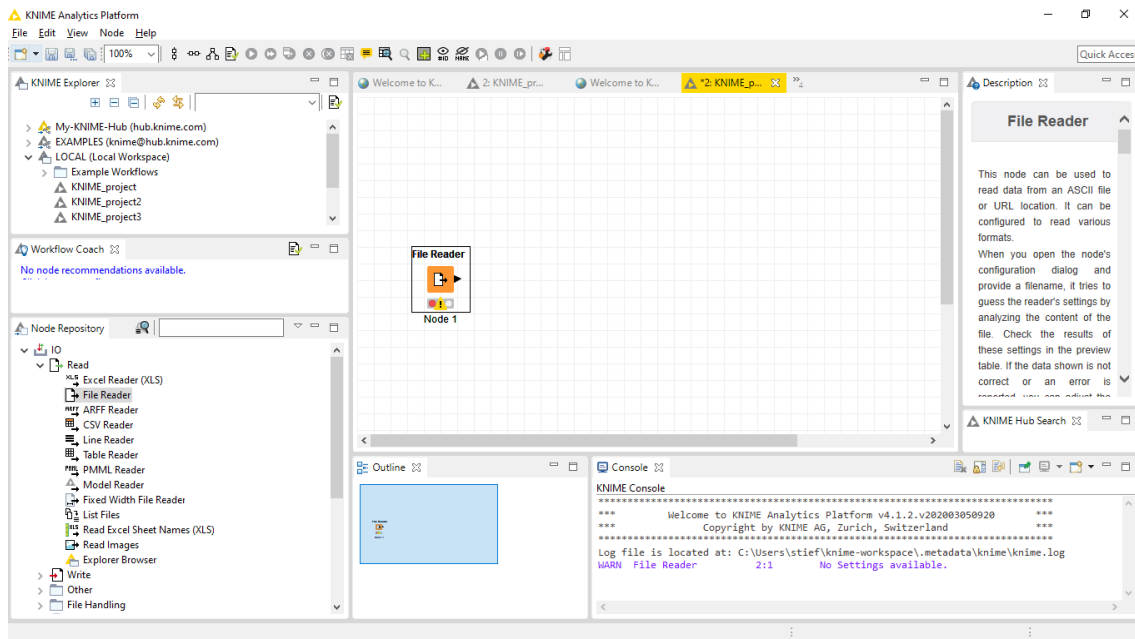 KNIME Analytics Platform
File Edit View Node Help
100%
Quick Acces
KNIME Explorer
My-KNIME-Hub (hub.knime.com)
EXAMPLES (knime@hub.knime.com)
LOCAL (Local Workspace)
Example Workflows
KNIME_project
KNIME_project2
KNIME_project3
Workflow Coach
No node recommendations available.
Node Repository
IO
Read
Excel Reader (XLS)
File Reader
ARFF Reader
CSV Reader
Line Reader
Table Reader
PMML Reader
Model Reader
Fixed Width File Reader
List Files
Read Excel Sheet Names (XLS)
Read Images
Explorer Browser
Write
Other
File Handling
Welcome to K... 2: KNIME_pr... Welcome to K... *2: KNIME_p... 4
File Reader
Node 1
Outline
Console
KNIME Console
********************************************************************************
*** Welcome to KNIME Analytics Platform v4.1.2.v202003050920 ***
*** Copyright by KNIME AG, Zurich, Switzerland ***
********************************************************************************
Log file is located at: C:\Users\stief\knime-workspace\.metadata\knime\knime.log
WARN File Reader 2:1 No Settings available.
Description
File Reader
This node can be used to
read data from an ASCII file
or URL location. It can be
configured to read various
formats.
When you open the node's
configuration dialog and
provide a filename, it tries to
guess the reader's settings by
analyzing the content of the
file. Check the results of
these settings in the preview
table. If the data shown is not
correct or an error is
reported, you can adjust the
KNIME Hub Search